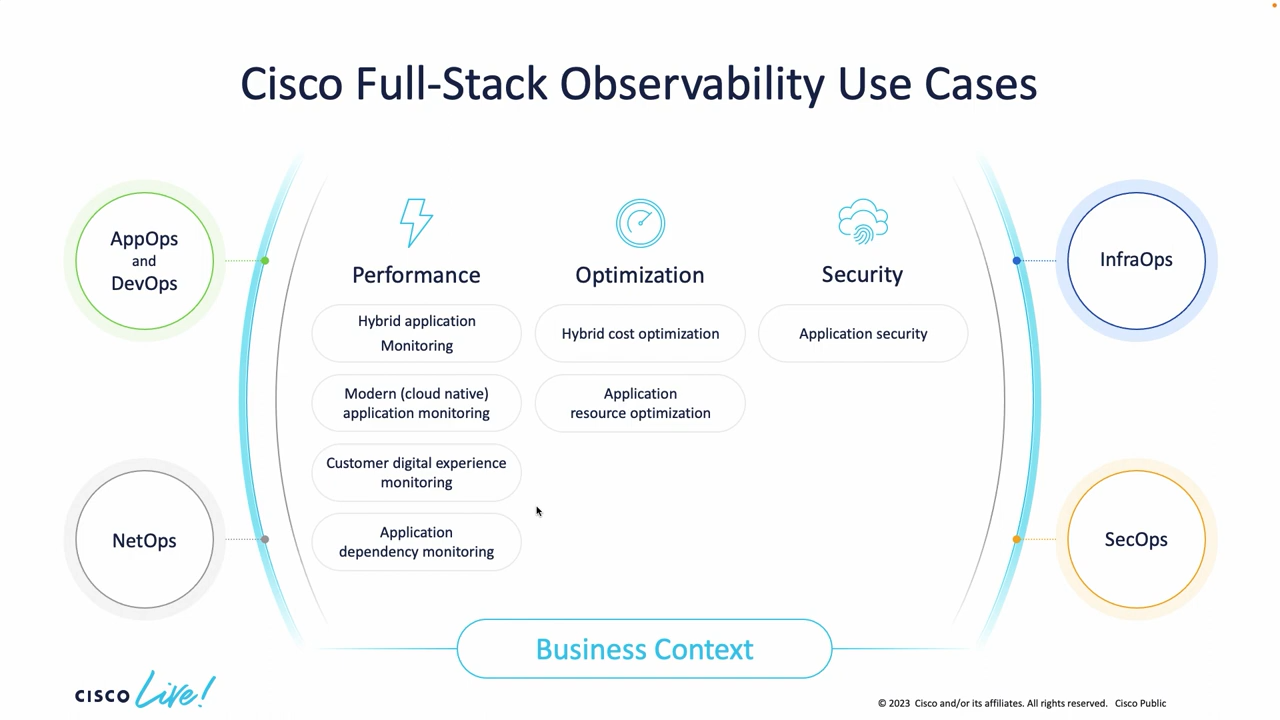 Cisco Full-Stack Observability Use Cases
AppOps
and
DevOps
NetOps
Performance
Hybrid application
Monitoring
Modern (cloud native)
application monitoring
Customer digital experience
monitoring
Application
dependency monitoring
Optimization
Hybrid cost optimization
Application
resource optimization
Security
Application security
InfraOps
SecOps
Business Context
CISCO Live!
© 2023 Cisco and/or its affiliates. All rights reserved. Cisco Public